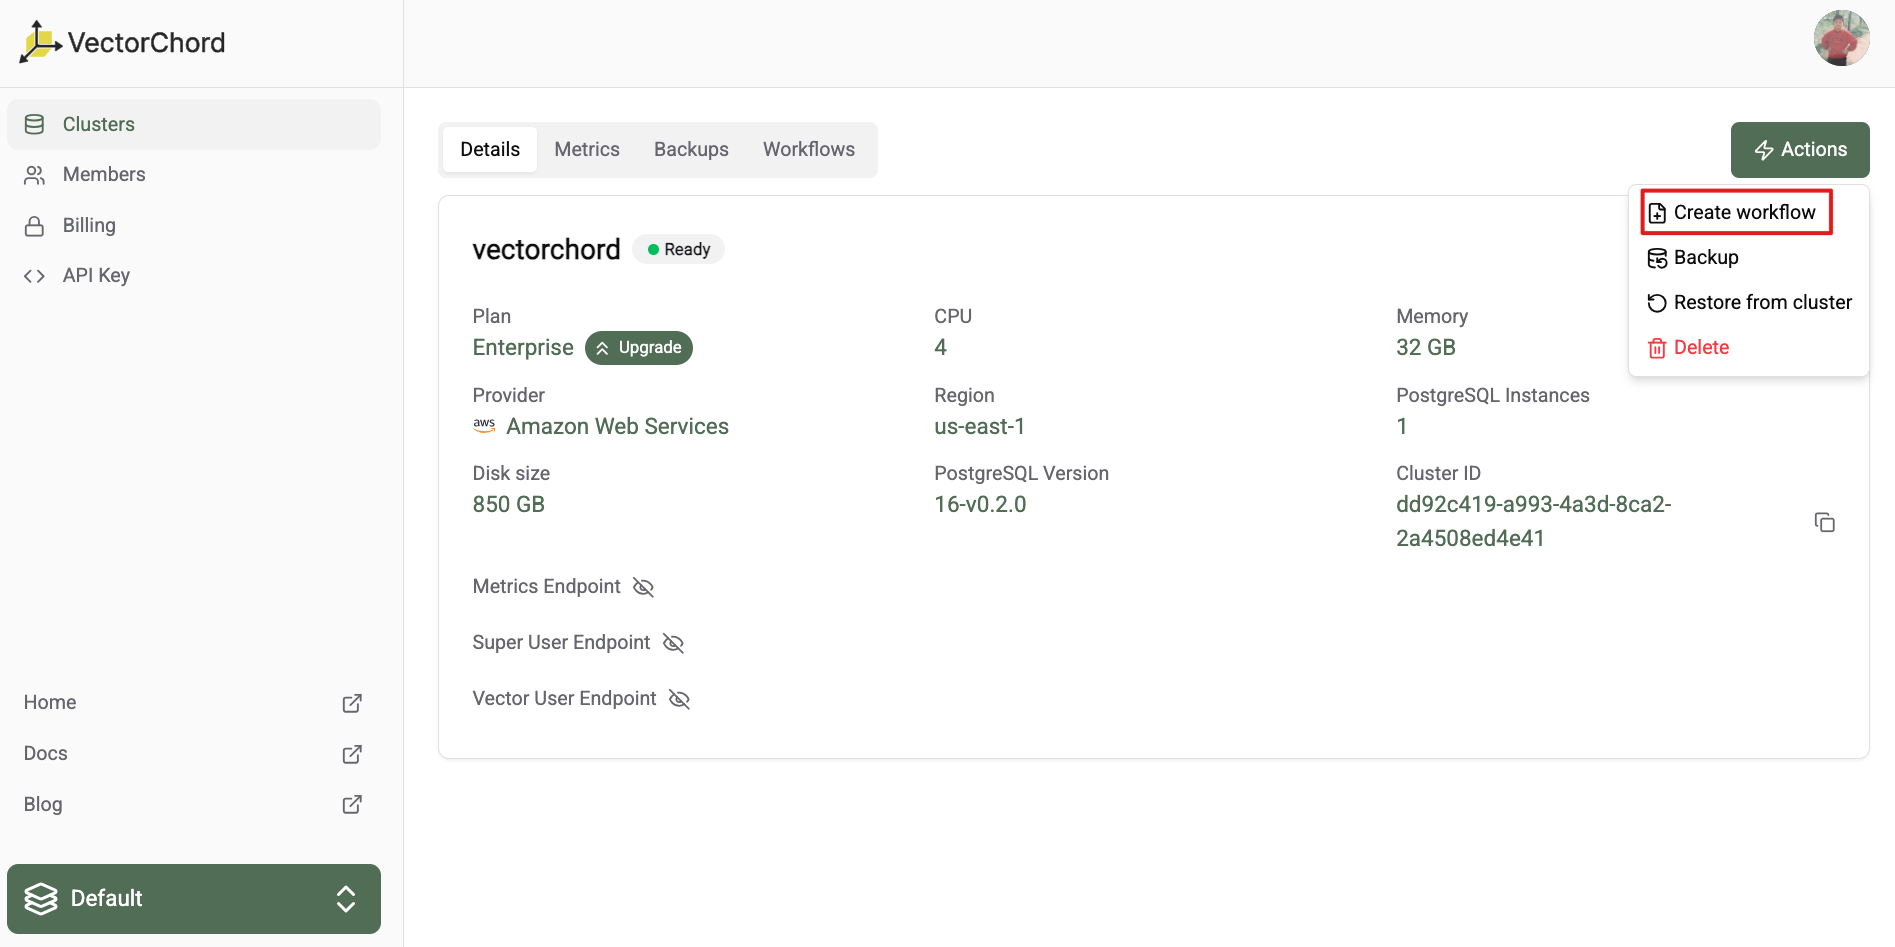 VectorChord
Clusters
Members
Billing
API Key
Home
Docs
Blog
Default
Details
Metrics
Backups
Workflows
Actions
Create workflow
Backup
Restore from cluster
Delete
vectorchord
Ready
Plan
Enterprise
Upgrade
CPU
4
Memory
32 GB
Provider
aws
Amazon Web Services
Region
us-east-1
PostgreSQL Instances
1
Disk size
850 GB
PostgreSQL Version
16-v0.2.0
Cluster ID
dd92c419-a993-4a3d-8ca2-
2a4508ed4e41
Metrics Endpoint
Super User Endpoint
Vector User Endpoint